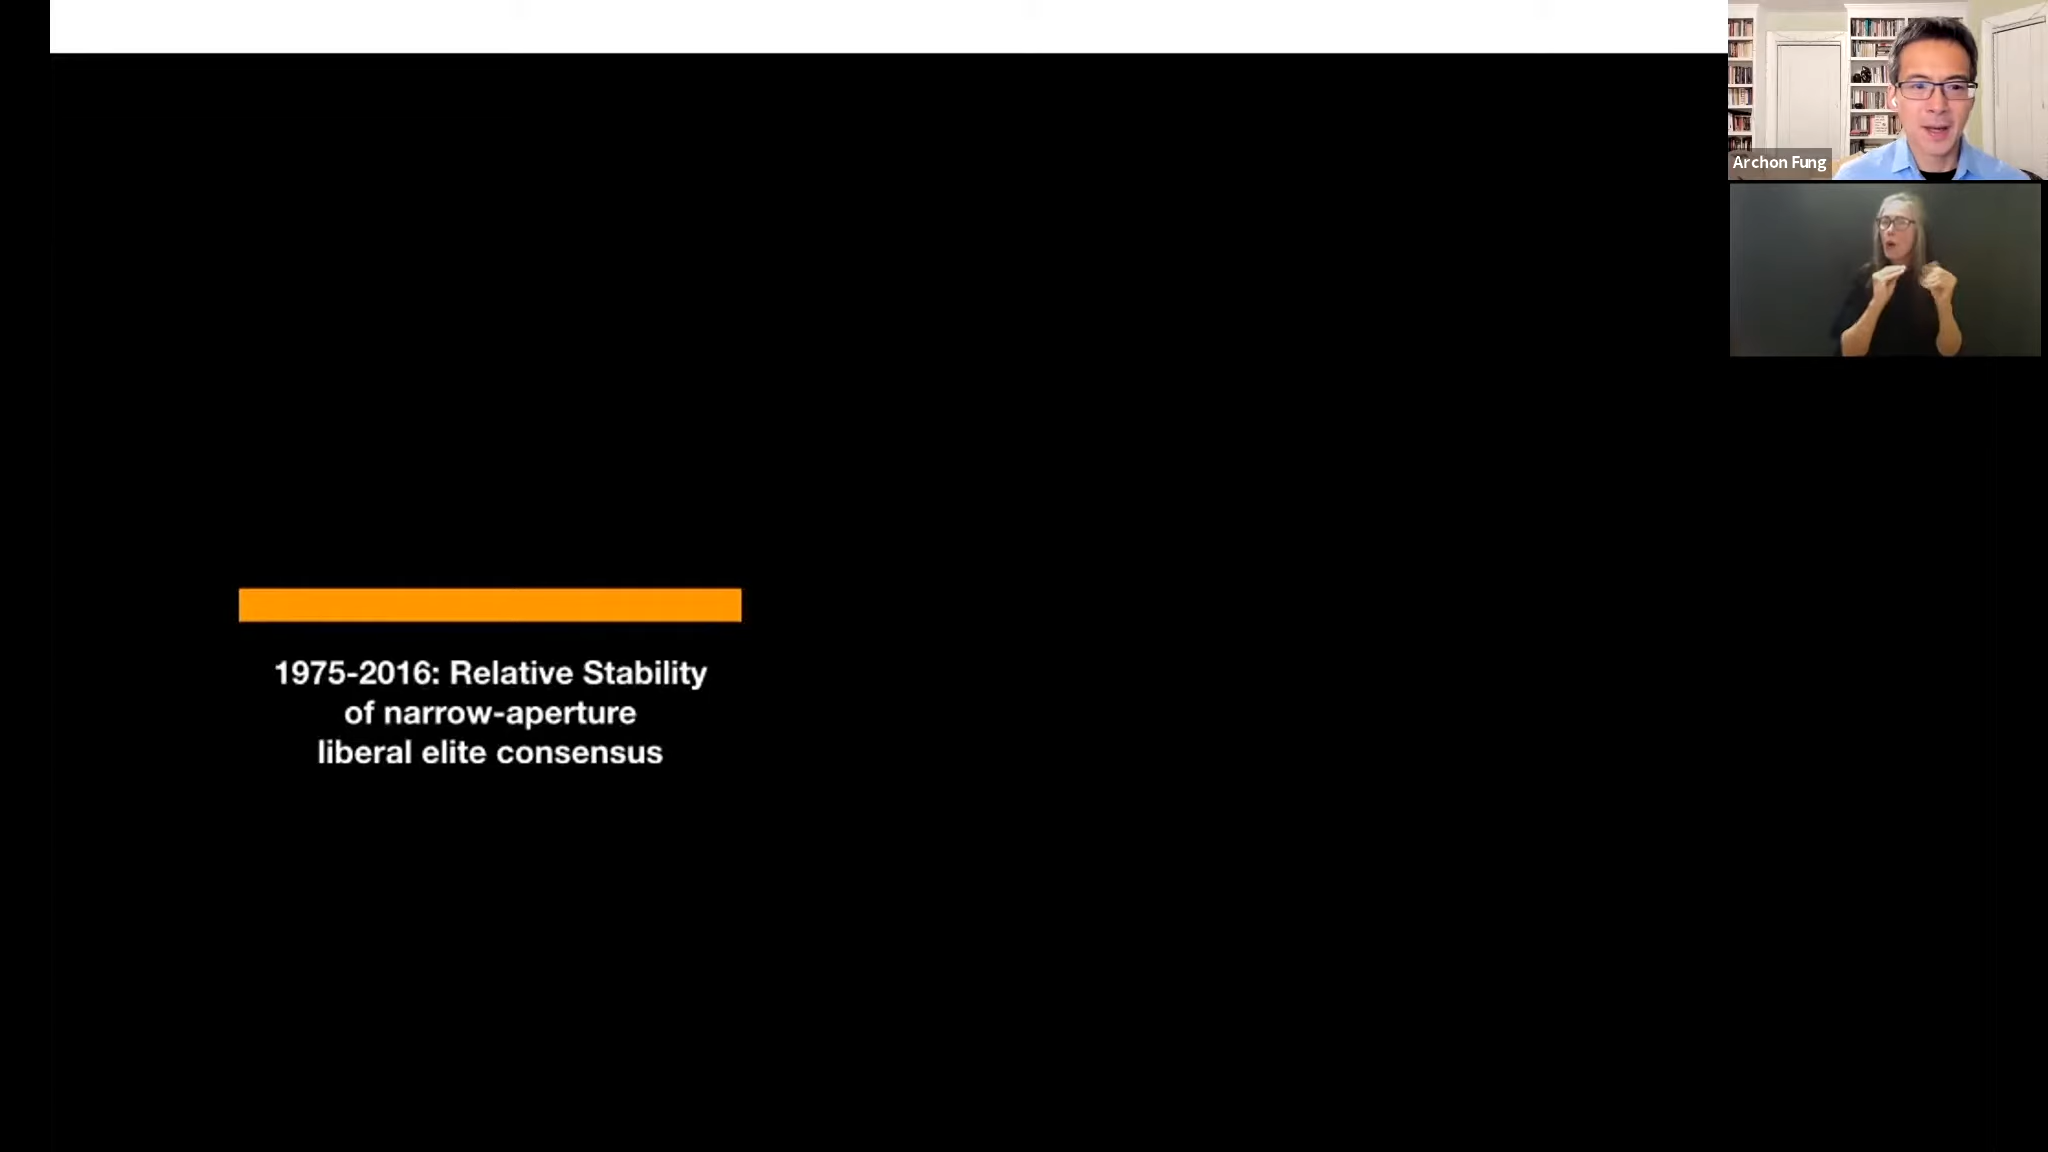 Archon Fung
1975-2016: Relative Stability
of narrow-aperture
liberal elite consensus